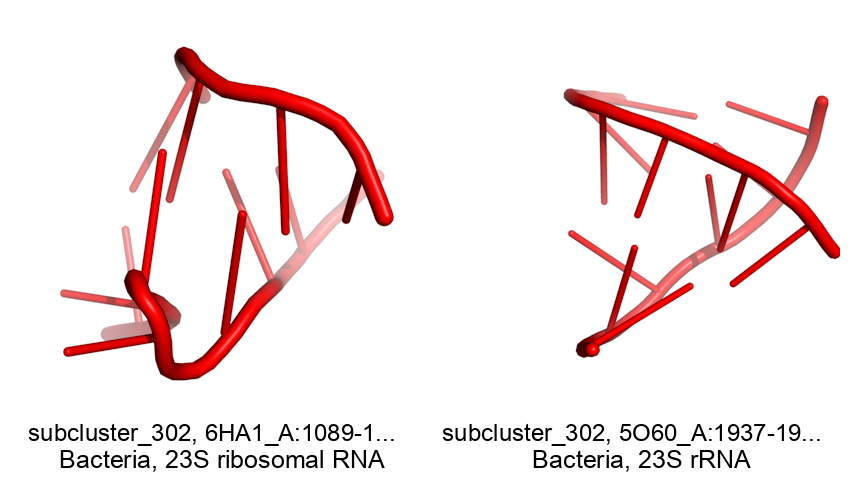 subcluster_302, 6HA1_A:1089-1...
Bacteria, 23S ribosomal RNA
subcluster_302, 5O60_A:1937-19...
Bacteria, 23S rRNA